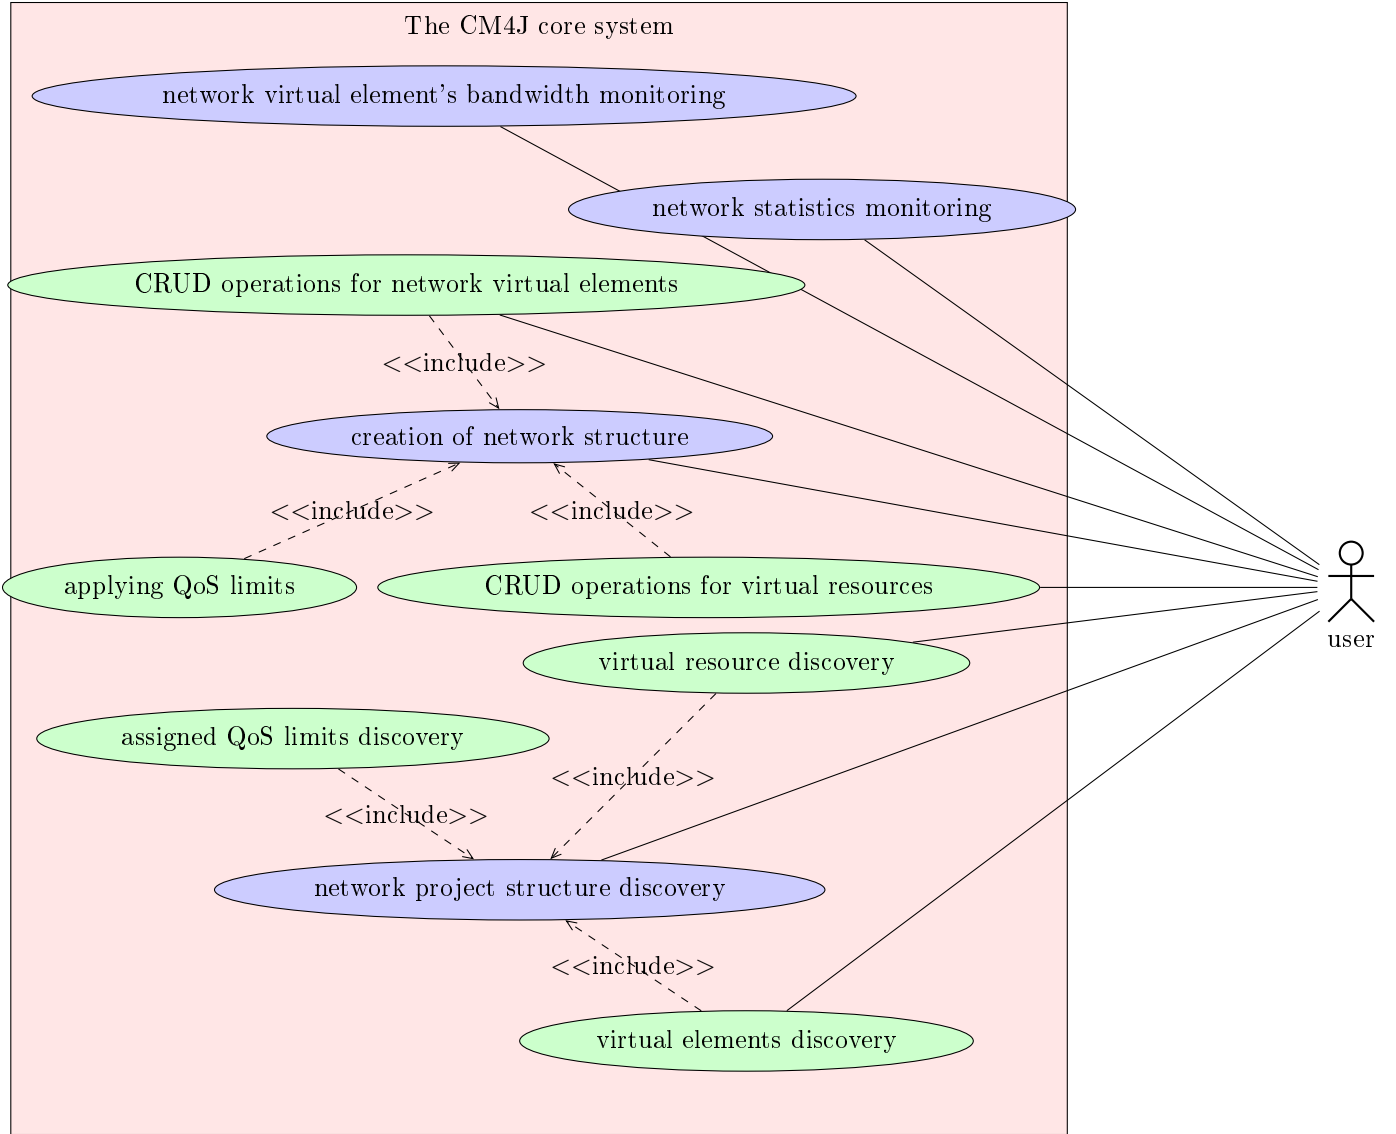 The CM4J core system
network virtual element's bandwidth monitoring
network statistics monitoring
CRUD operations for network virtual elements
<<include>>
creation of network structure
<<include>>
<<include>>
applying QoS limits
CRUD operations for virtual resources
user
virtual resource discovery
assigned QoS limits discovery
<<include>>
<<include>>
network project structure discovery
<<include>>
virtual elements discovery